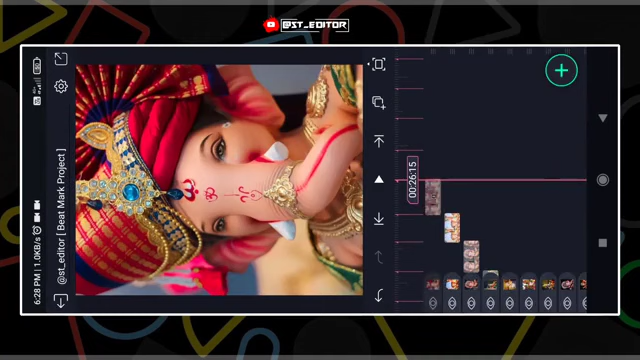 @ST_EDITOR
6:28 PM | 1.0KB/s
@st_editor [ Beat Mark Project ]
00:26:15